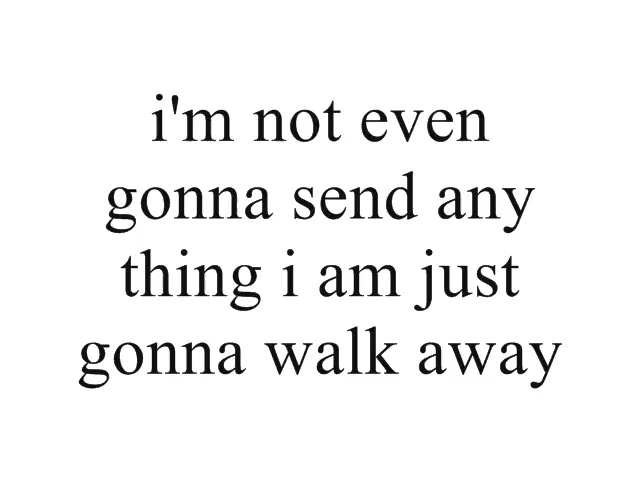 i'm not even
gonna send any
thing i am just
gonna walk away